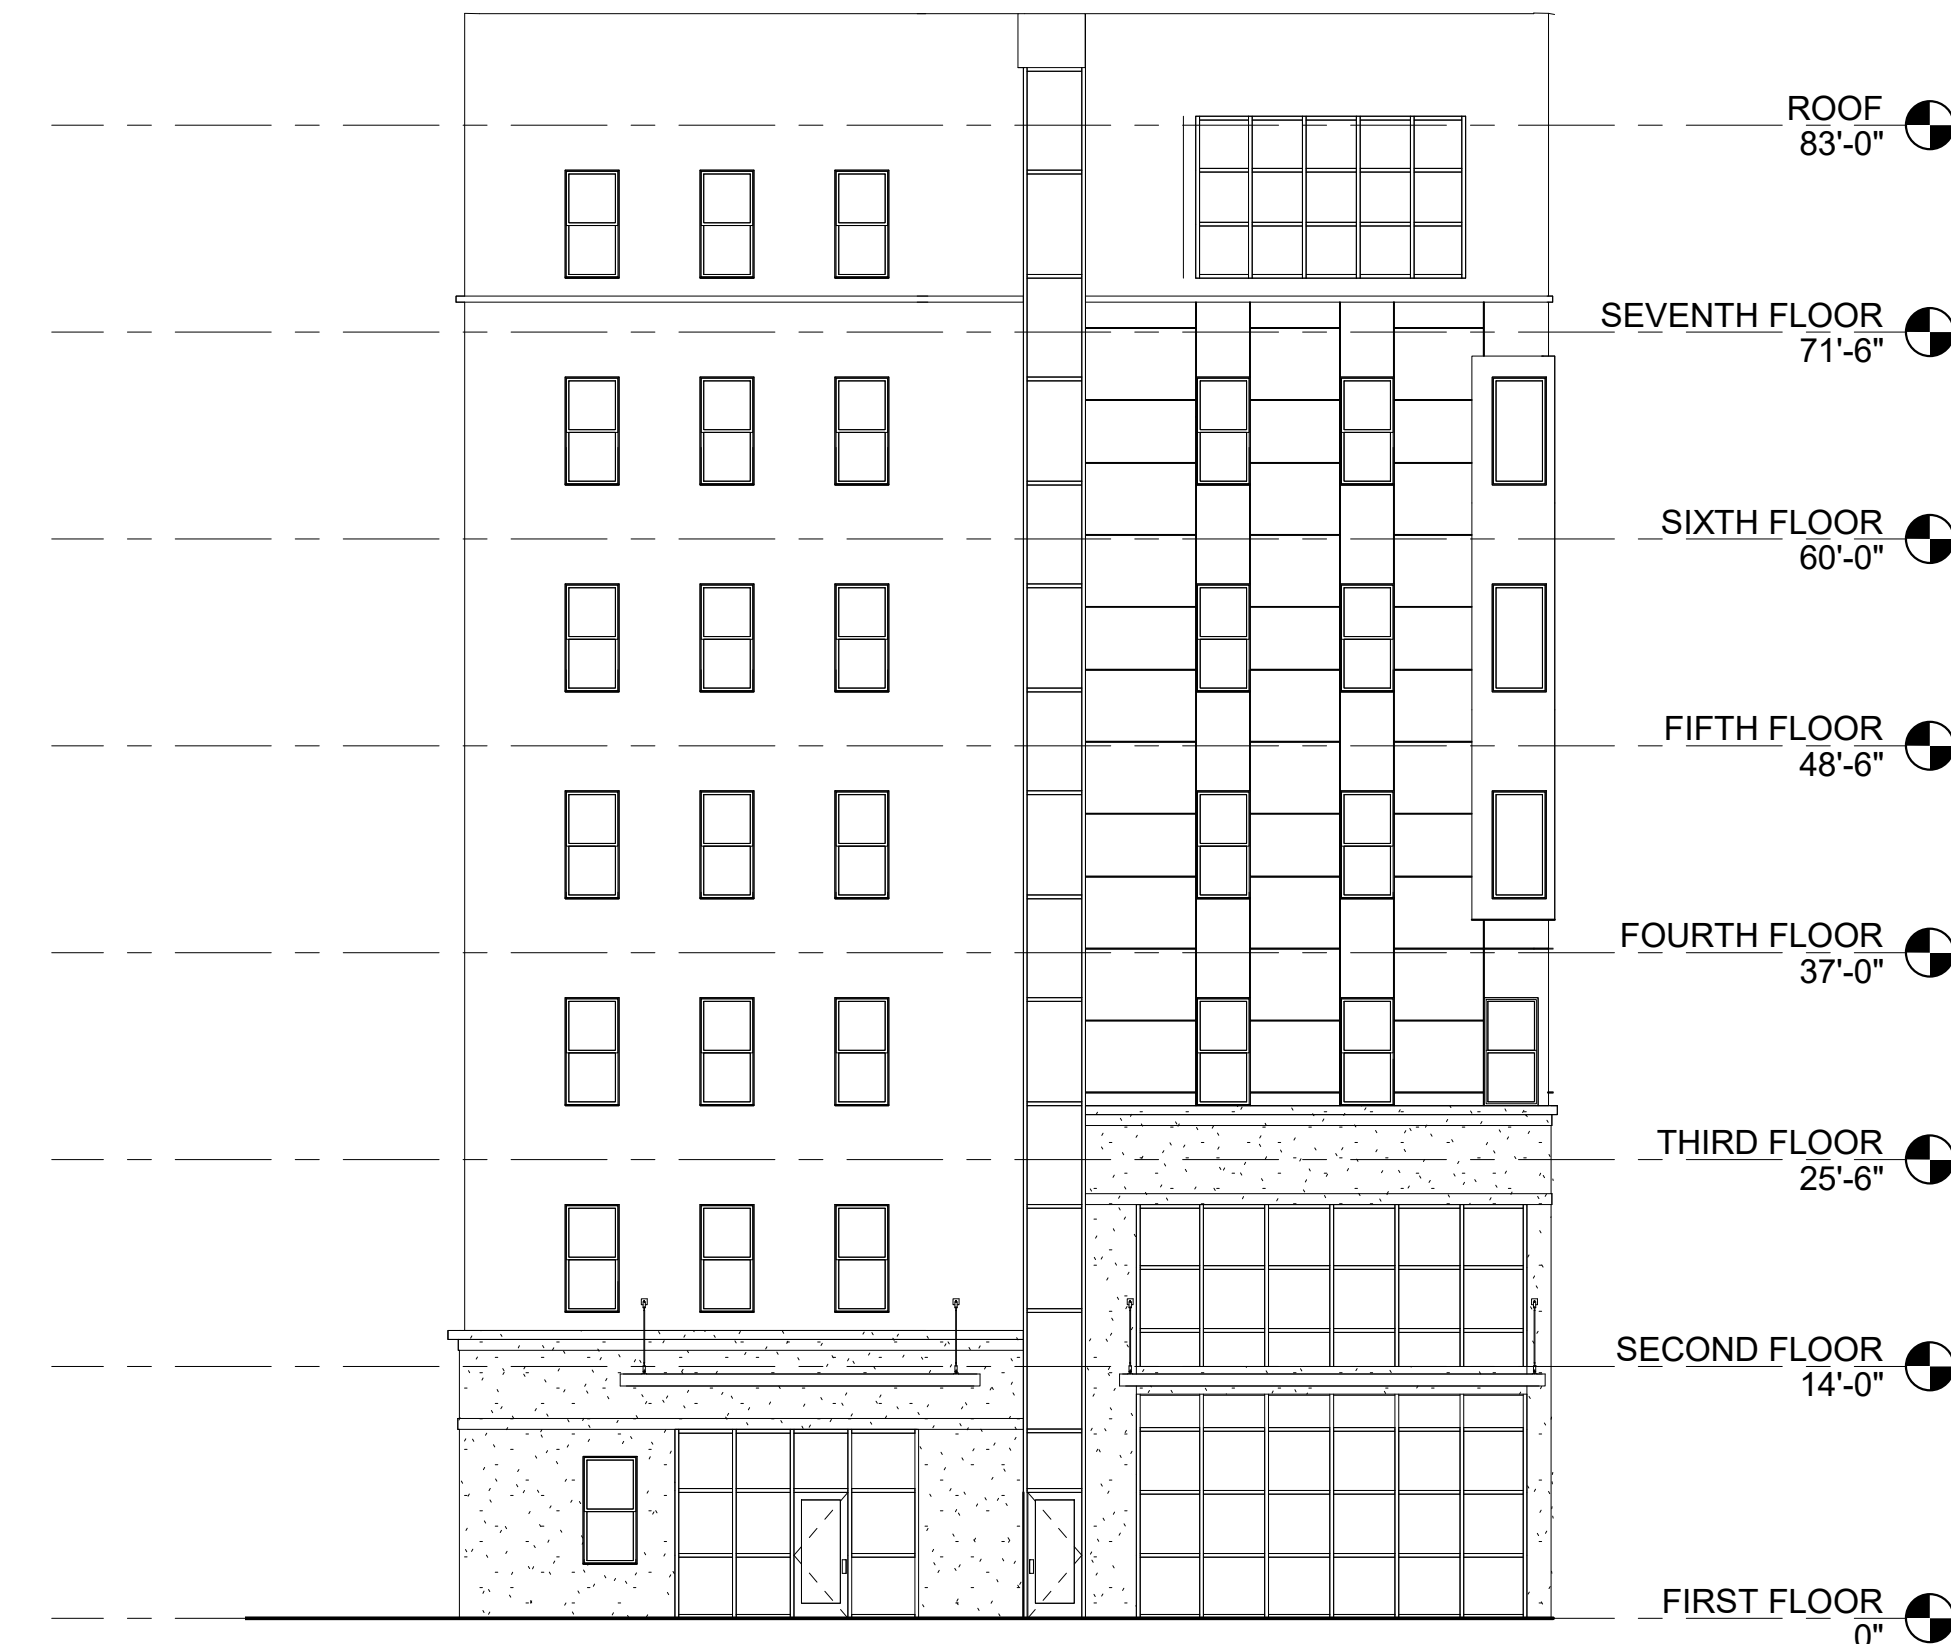 ROOF
83'-0"
SEVENTH FLOOR
71'-6"
SIXTH FLOOR
60'-0"
FIFTH FLOOR
48'-6"
FOURTH FLOOR
37'-0"
THIRD FLOOR
25'-6"
SECOND FLOOR
14'-0"
FIRST FLOOR
0"